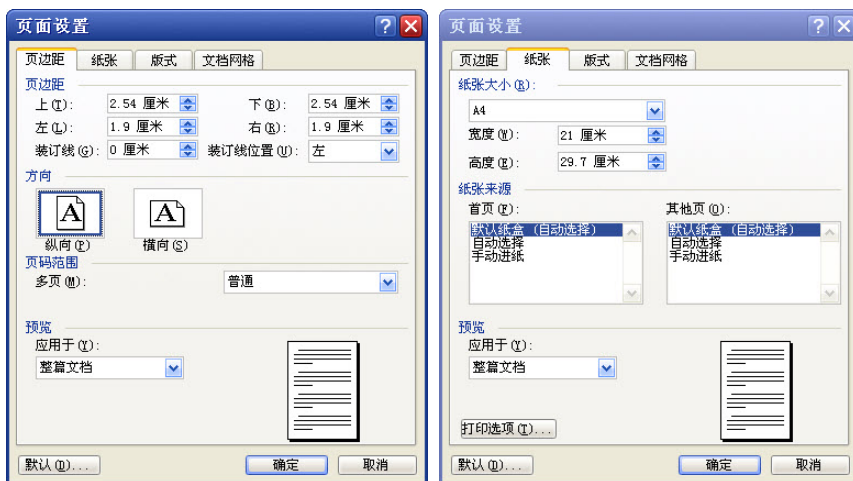 页面设置
页边距 纸张 版式 文档网格
页边距
上(T): 2.54 厘米 下(B): 2.54 厘米
左(L): 1.9 厘米 右(R): 1.9 厘米
装订线(G): 0 厘米 装订线位置(U): 左
方向
A A
纵向(P) 横向(S)
页码范围
多页(M): 普通
预览
应用于(Y):
整篇文档
默认(D)... 确定 取消
页面设置
页边距 纸张 版式 文档网格
纸张大小(R):
A4
宽度(W): 21 厘米
高度(E): 29.7 厘米
纸张来源
首页(F): 其他页(O):
默认纸盒 (自动选择) 默认纸盒 (自动选择)
自动选择 自动选择
手动进纸 手动进纸
预览
应用于(Y):
整篇文档
打印选项(T)...
默认(D)... 确定 取消